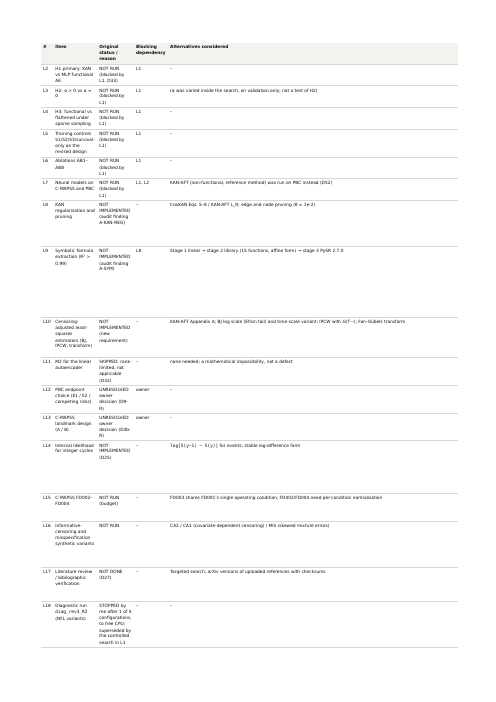 # Item Original status / reason Blocking dependency Alternatives considered
L2 H1 primary: KAN vs MLP functional AE NOT RUN (blocked by L1, D33) L1 –
L3 H2: α > 0 vs α = 0 NOT RUN (blocked by L1) L1 (α was varied inside the search, on validation only, not a test of H2)
L4 H3: functional vs flattened under sparse sampling NOT RUN (blocked by L1) L1 –
L5 Training controls S1/S2/S3/survival-only on the revised design NOT RUN (blocked by L1) L1 –
L6 Ablations AB1–AB8 NOT RUN (blocked by L1) L1 –
L7 Neural models on C-MAPSS and PBC NOT RUN (blocked by L1) L1, L2 KAN-AFT (non-functional, reference method) was run on PBC instead (D52)
L8 KAN regularisation and pruning NOT IMPLEMENTED (audit finding A-KAN-REG) – CoxKAN Eqs. 5–8 / KAN-AFT L_R; edge and node pruning (θ = 1e-2)
L9 Symbolic formula extraction (R² > 0.99) NOT IMPLEMENTED (audit finding A-SYM) L8 Stage 1 linear → stage 2 library (15 functions, affine form) → stage 3 PySR 2.7.0
L10 Censoring-adjusted least-squares estimators (BJ, IPCW, transform) NOT IMPLEMENTED (new requirement) – KAN-AFT Appendix A; BJ log scale (Efron tail) and time-scale variant; IPCW with G(T−); Fan-Gijbels transform
L11 M2 for the linear autoencoder SKIPPED: rank-limited, not applicable (D32) – none needed; a mathematical impossibility, not a defect
L12 PBC endpoint choice (E1 / E2 / competing risks) UNRESOLVED owner decision (D9-R) owner –
L13 C-MAPSS landmark design (A / B) UNRESOLVED owner decision (D3b-R) owner –
L14 Interval likelihood for integer cycles NOT IMPLEMENTED (D25) – log[S(y−1) − S(y)] for events; stable log-difference form
L15 C-MAPSS FD002–FD004 NOT RUN (budget) – FD003 shares FD001's single operating condition; FD002/FD004 need per-condition normalisation
L16 Informative-censoring and misspecification synthetic variants NOT RUN – CA2 / CA1 (covariate-dependent censoring) ; MIS (skewed mixture errors)
L17 Literature review / bibliographic verification NOT DONE (D27) – Targeted search; arXiv versions of uploaded references with checksums
L18 Diagnostic run diag_rev3_R2 (NFL variants) STOPPED by me after 1 of 5 configurations, to free CPU; superseded by the controlled search in L1 – –